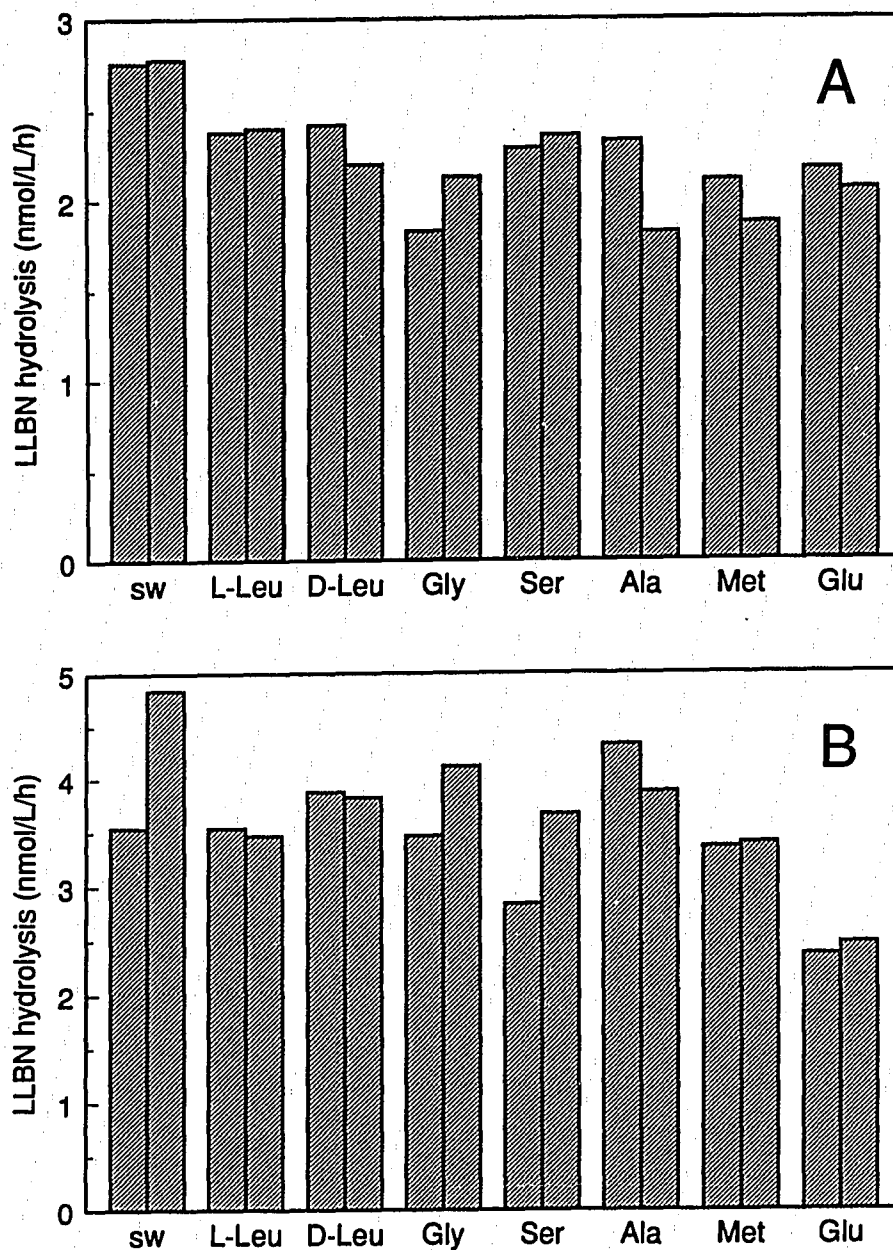 3
A
2
LLBN hydrolysis (nmol/L/h)
1
0
sw L-Leu D-Leu Gly Ser Ala Met Glu
5
B
4
3
LLBN hydrolysis (nmol/L/h)
2
1
0
sw L-Leu D-Leu Gly Ser Ala Met Glu